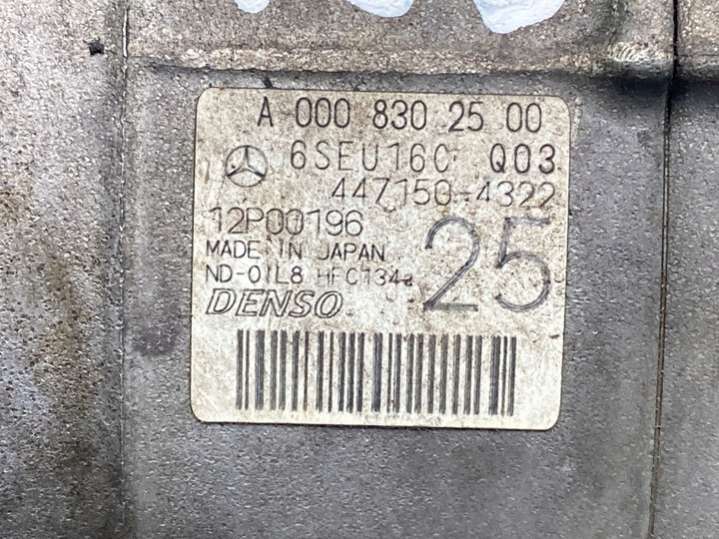 A 000 830 25 00
6SEU16C Q03
447150-4322
12P00196
25
MADE IN JAPAN
ND-OIL8 HFC134a
DENSO